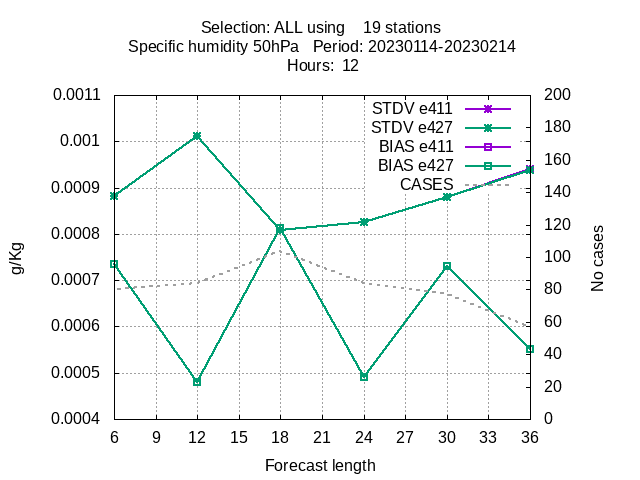 Selection: ALL using    19 stations
Specific humidity 50hPa   Period: 20230114-20230214
Hours:  12
0.0011
0.001
0.0009
0.0008
0.0007
0.0006
0.0005
0.0004
g/Kg
STDV e411
STDV e427
BIAS e411
BIAS e427
CASES
200
180
160
140
120
100
80
60
40
20
0
No cases
6 9 12 15 18 21 24 27 30 33 36
Forecast length